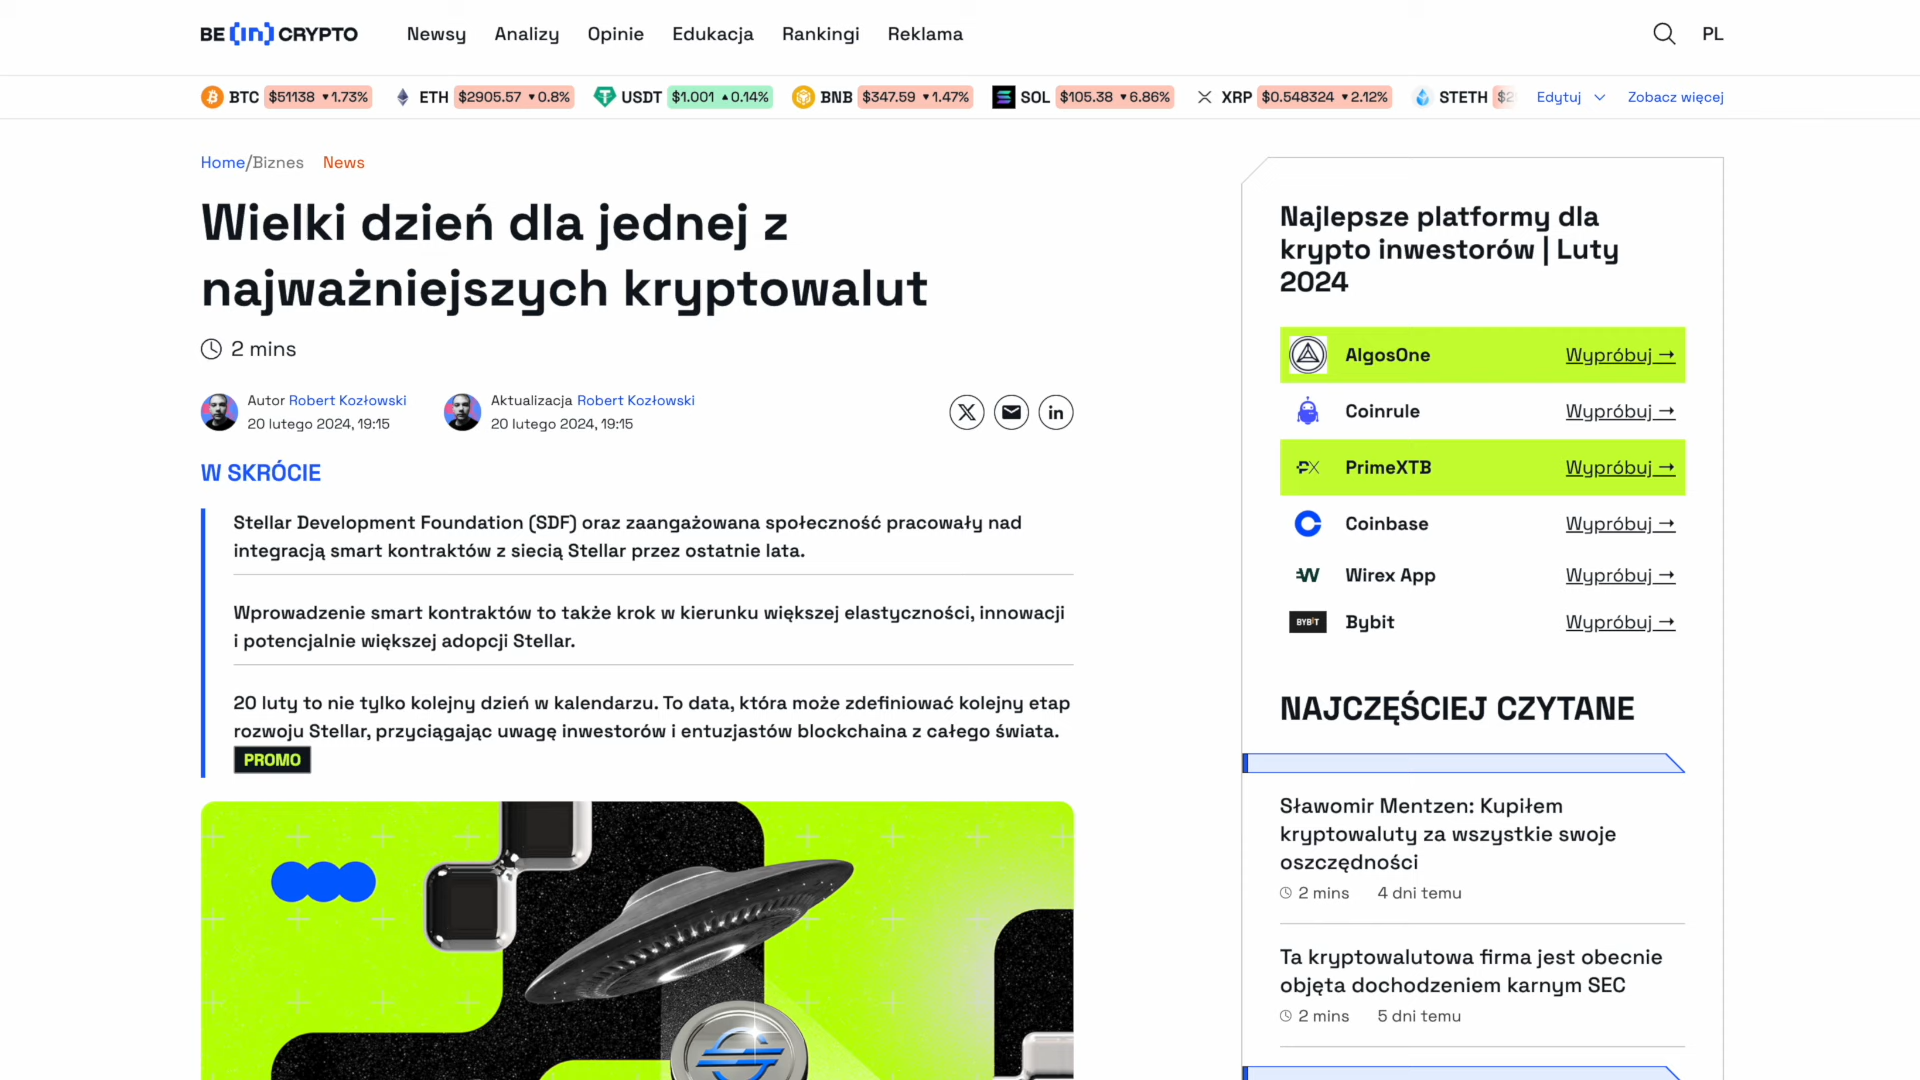 BE[in]CRYPTO Newsy Analizy Opinie Edukacja Rankingi Reklama PL
BTC $51138 ▾1.73% ETH $2905.57 ▾0.8% USDT $1.001 ▴0.14% BNB $347.59 ▾1.47% SOL $105.38 ▾6.86% XRP $0.548324 ▾2.12% STETH Edytuj Zobacz więcej
Home/Biznes News
Wielki dzień dla jednej z
najważniejszych kryptowalut
2 mins
Autor Robert Kozłowski
20 lutego 2024, 19:15
Aktualizacja Robert Kozłowski
20 lutego 2024, 19:15
in
W SKRÓCIE
Stellar Development Foundation (SDF) oraz zaangażowana społeczność pracowały nad
integracją smart kontraktów z siecią Stellar przez ostatnie lata.
Wprowadzenie smart kontraktów to także krok w kierunku większej elastyczności, innowacji
i potencjalnie większej adopcji Stellar.
20 luty to nie tylko kolejny dzień w kalendarzu. To data, która może zdefiniować kolejny etap
rozwoju Stellar, przyciągając uwagę inwestorów i entuzjastów blockchaina z całego świata.
PROMO
Najlepsze platformy dla
krypto inwestorów | Luty
2024
AlgosOne Wypróbuj →
Coinrule Wypróbuj →
PrimeXTB Wypróbuj →
Coinbase Wypróbuj →
Wirex App Wypróbuj →
BYBIT Bybit Wypróbuj →
NAJCZĘŚCIEJ CZYTANE
Sławomir Mentzen: Kupiłem
kryptowaluty za wszystkie swoje
oszczędności
2 mins 4 dni temu
Ta kryptowalutowa firma jest obecnie
objęta dochodzeniem karnym SEC
2 mins 5 dni temu